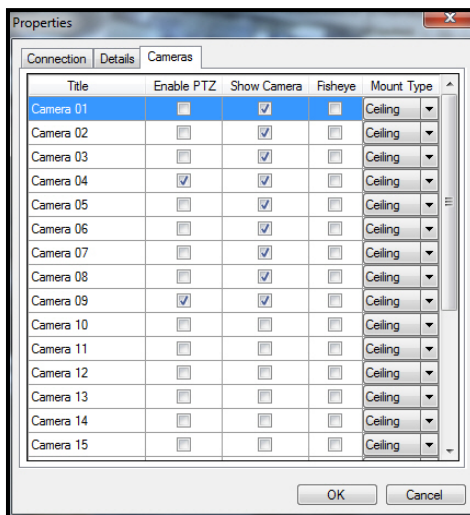 Properties
Connection Details Cameras
Title Enable PTZ Show Camera Fisheye Mount Type
Camera 01 Ceiling
Camera 02 Ceiling
Camera 03 Ceiling
Camera 04 Ceiling
Camera 05 Ceiling
Camera 06 Ceiling
Camera 07 Ceiling
Camera 08 Ceiling
Camera 09 Ceiling
Camera 10 Ceiling
Camera 11 Ceiling
Camera 12 Ceiling
Camera 13 Ceiling
Camera 14 Ceiling
Camera 15 Ceiling
OK Cancel